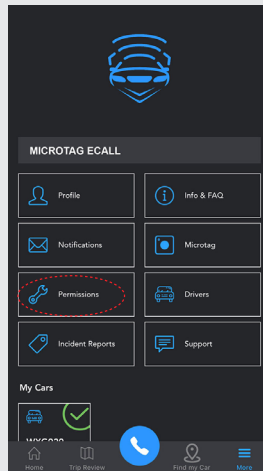 MICROTAG ECALL
Profile
Info & FAQ
Notifications
Microtag
Permissions
Drivers
Incident Reports
Support
My Cars
Home
Trip Review
Find my Car
More